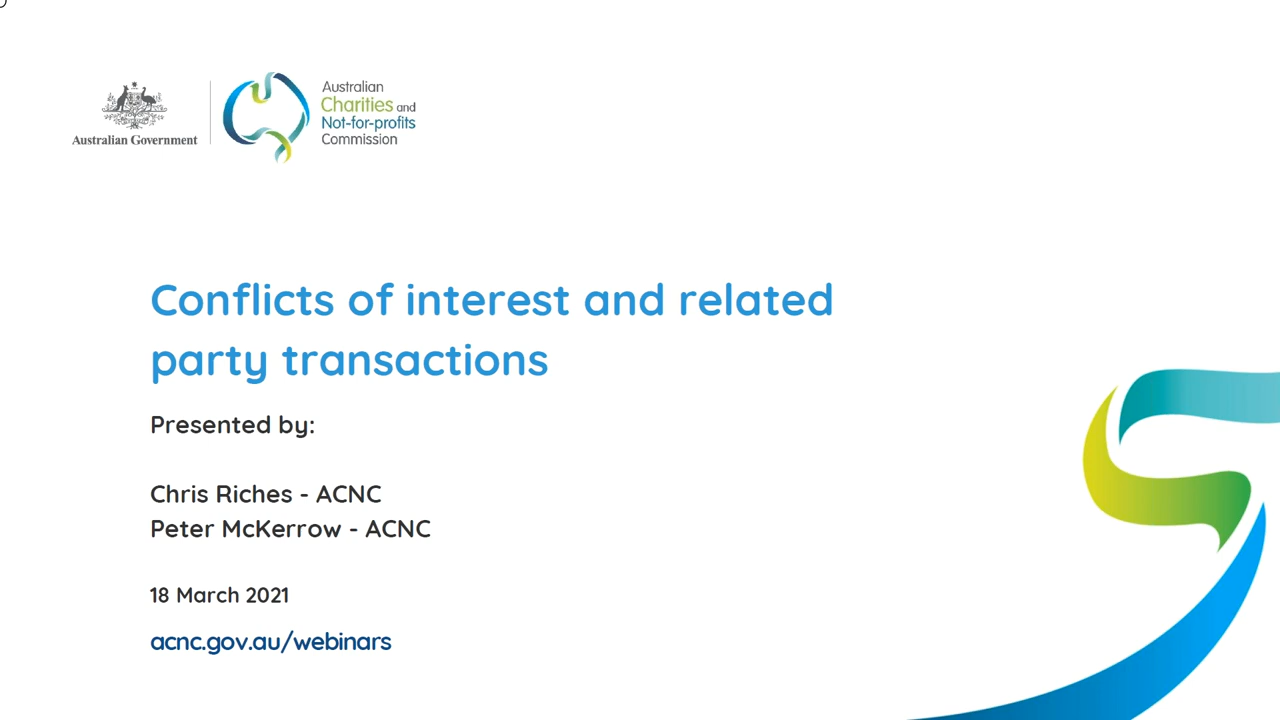 Australian Government
Australian
Charities and
Not-for-profits
Commission
Conflicts of interest and related
party transactions
Presented by:
Chris Riches - ACNC
Peter McKerrow - ACNC
18 March 2021
acnc.gov.au/webinars